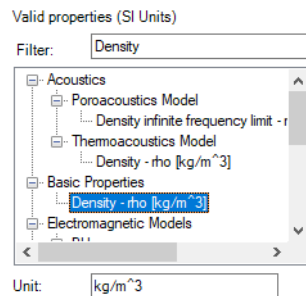 Valid properties (SI Units)
Filter: Density
Acoustics
Poroacoustics Model
Density infinite frequency limit - r
Thermoacoustics Model
Density - rho [kg/m^3]
Basic Properties
Density - rho [kg/m^3]
Electromagnetic Models
Unit: kg/m^3